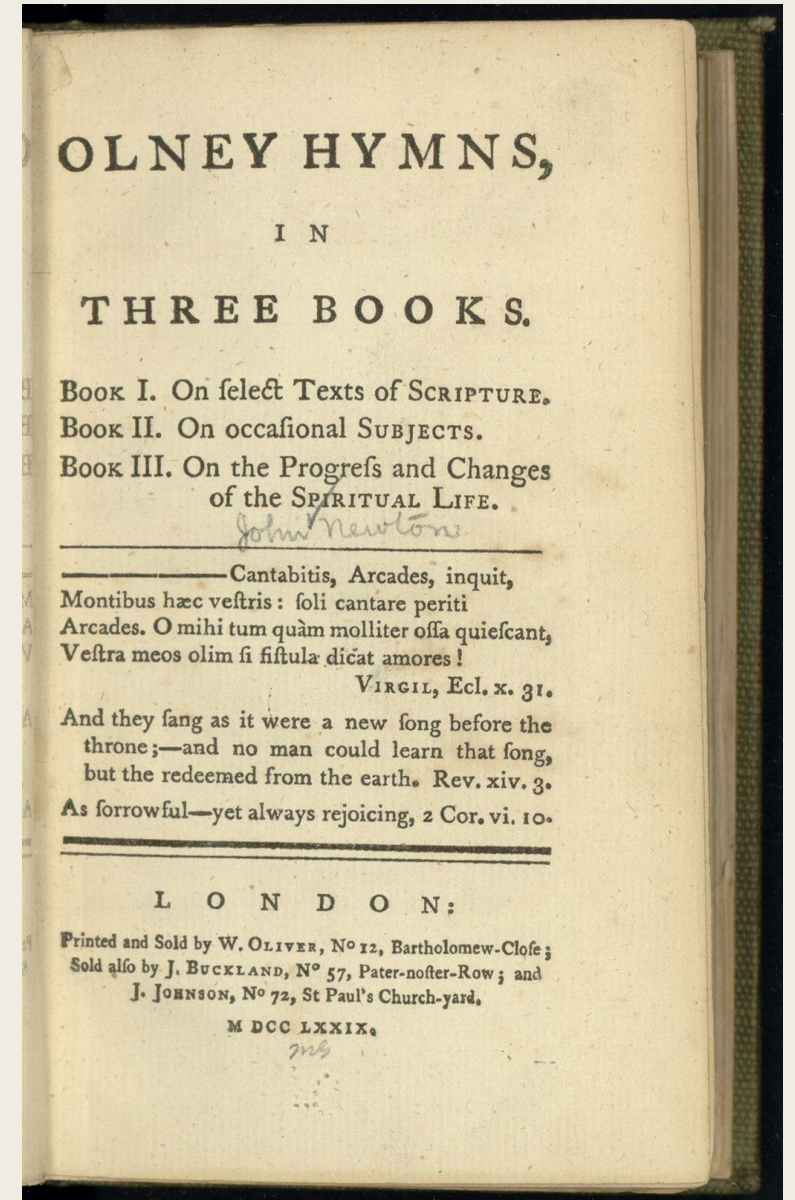 OLNEY HYMNS,
IN
THREE BOOKS.
Book I. On ſelect Texts of SCRIPTURE.
Book II. On occaſional SUBJECTS.
Book III. On the Progreſs and Changes
of the SPIRITUAL LIFE.
John Newton
————Cantabitis, Arcades, inquit,
Montibus hæc veſtris: ſoli cantare periti
Arcades. O mihi tum quàm molliter oſſa quieſcant,
Veſtra meos olim ſi fiſtula dicat amores!
VIRGIL, Ecl. x. 31.
And they ſang as it were a new ſong before the
throne;—and no man could learn that ſong,
but the redeemed from the earth. Rev. xiv. 3.
As ſorrowful—yet always rejoicing, 2 Cor. vi. 10.
LONDON:
Printed and Sold by W. OLIVER, Nº 12, Bartholomew-Cloſe;
Sold alſo by J. BUCKLAND, Nº 57, Pater-noſter-Row; and
J. JOHNSON, Nº 72, St Paul's Church-yard.
M DCC LXXIX.